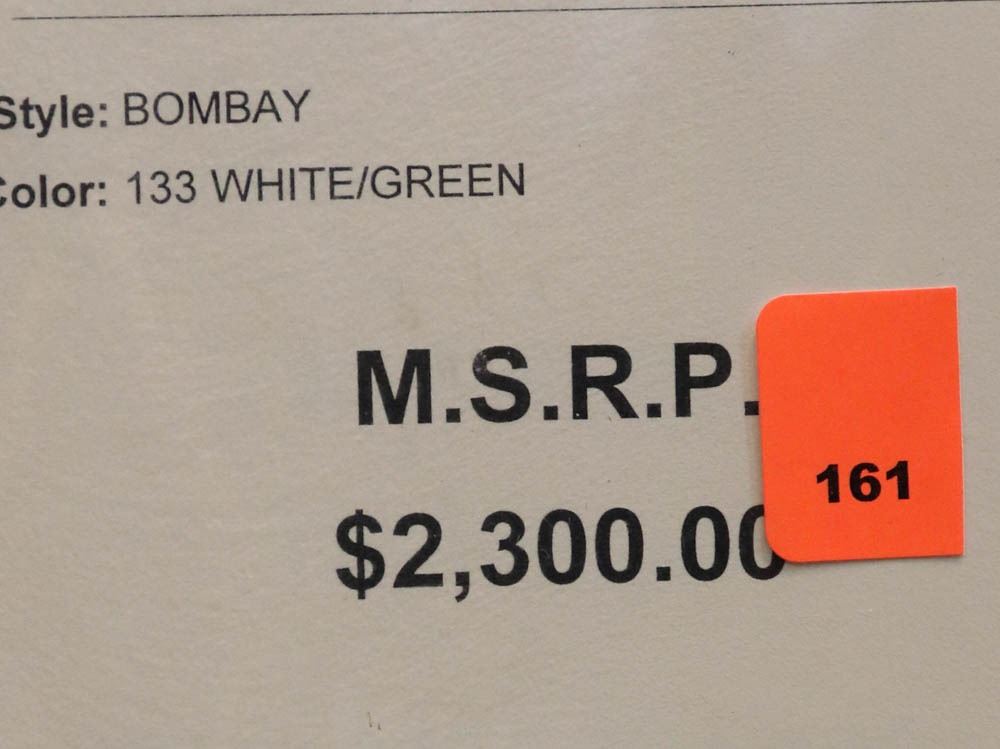 Style: BOMBAY
Color: 133 WHITE/GREEN
M.S.R.P.
$2,300.00
161